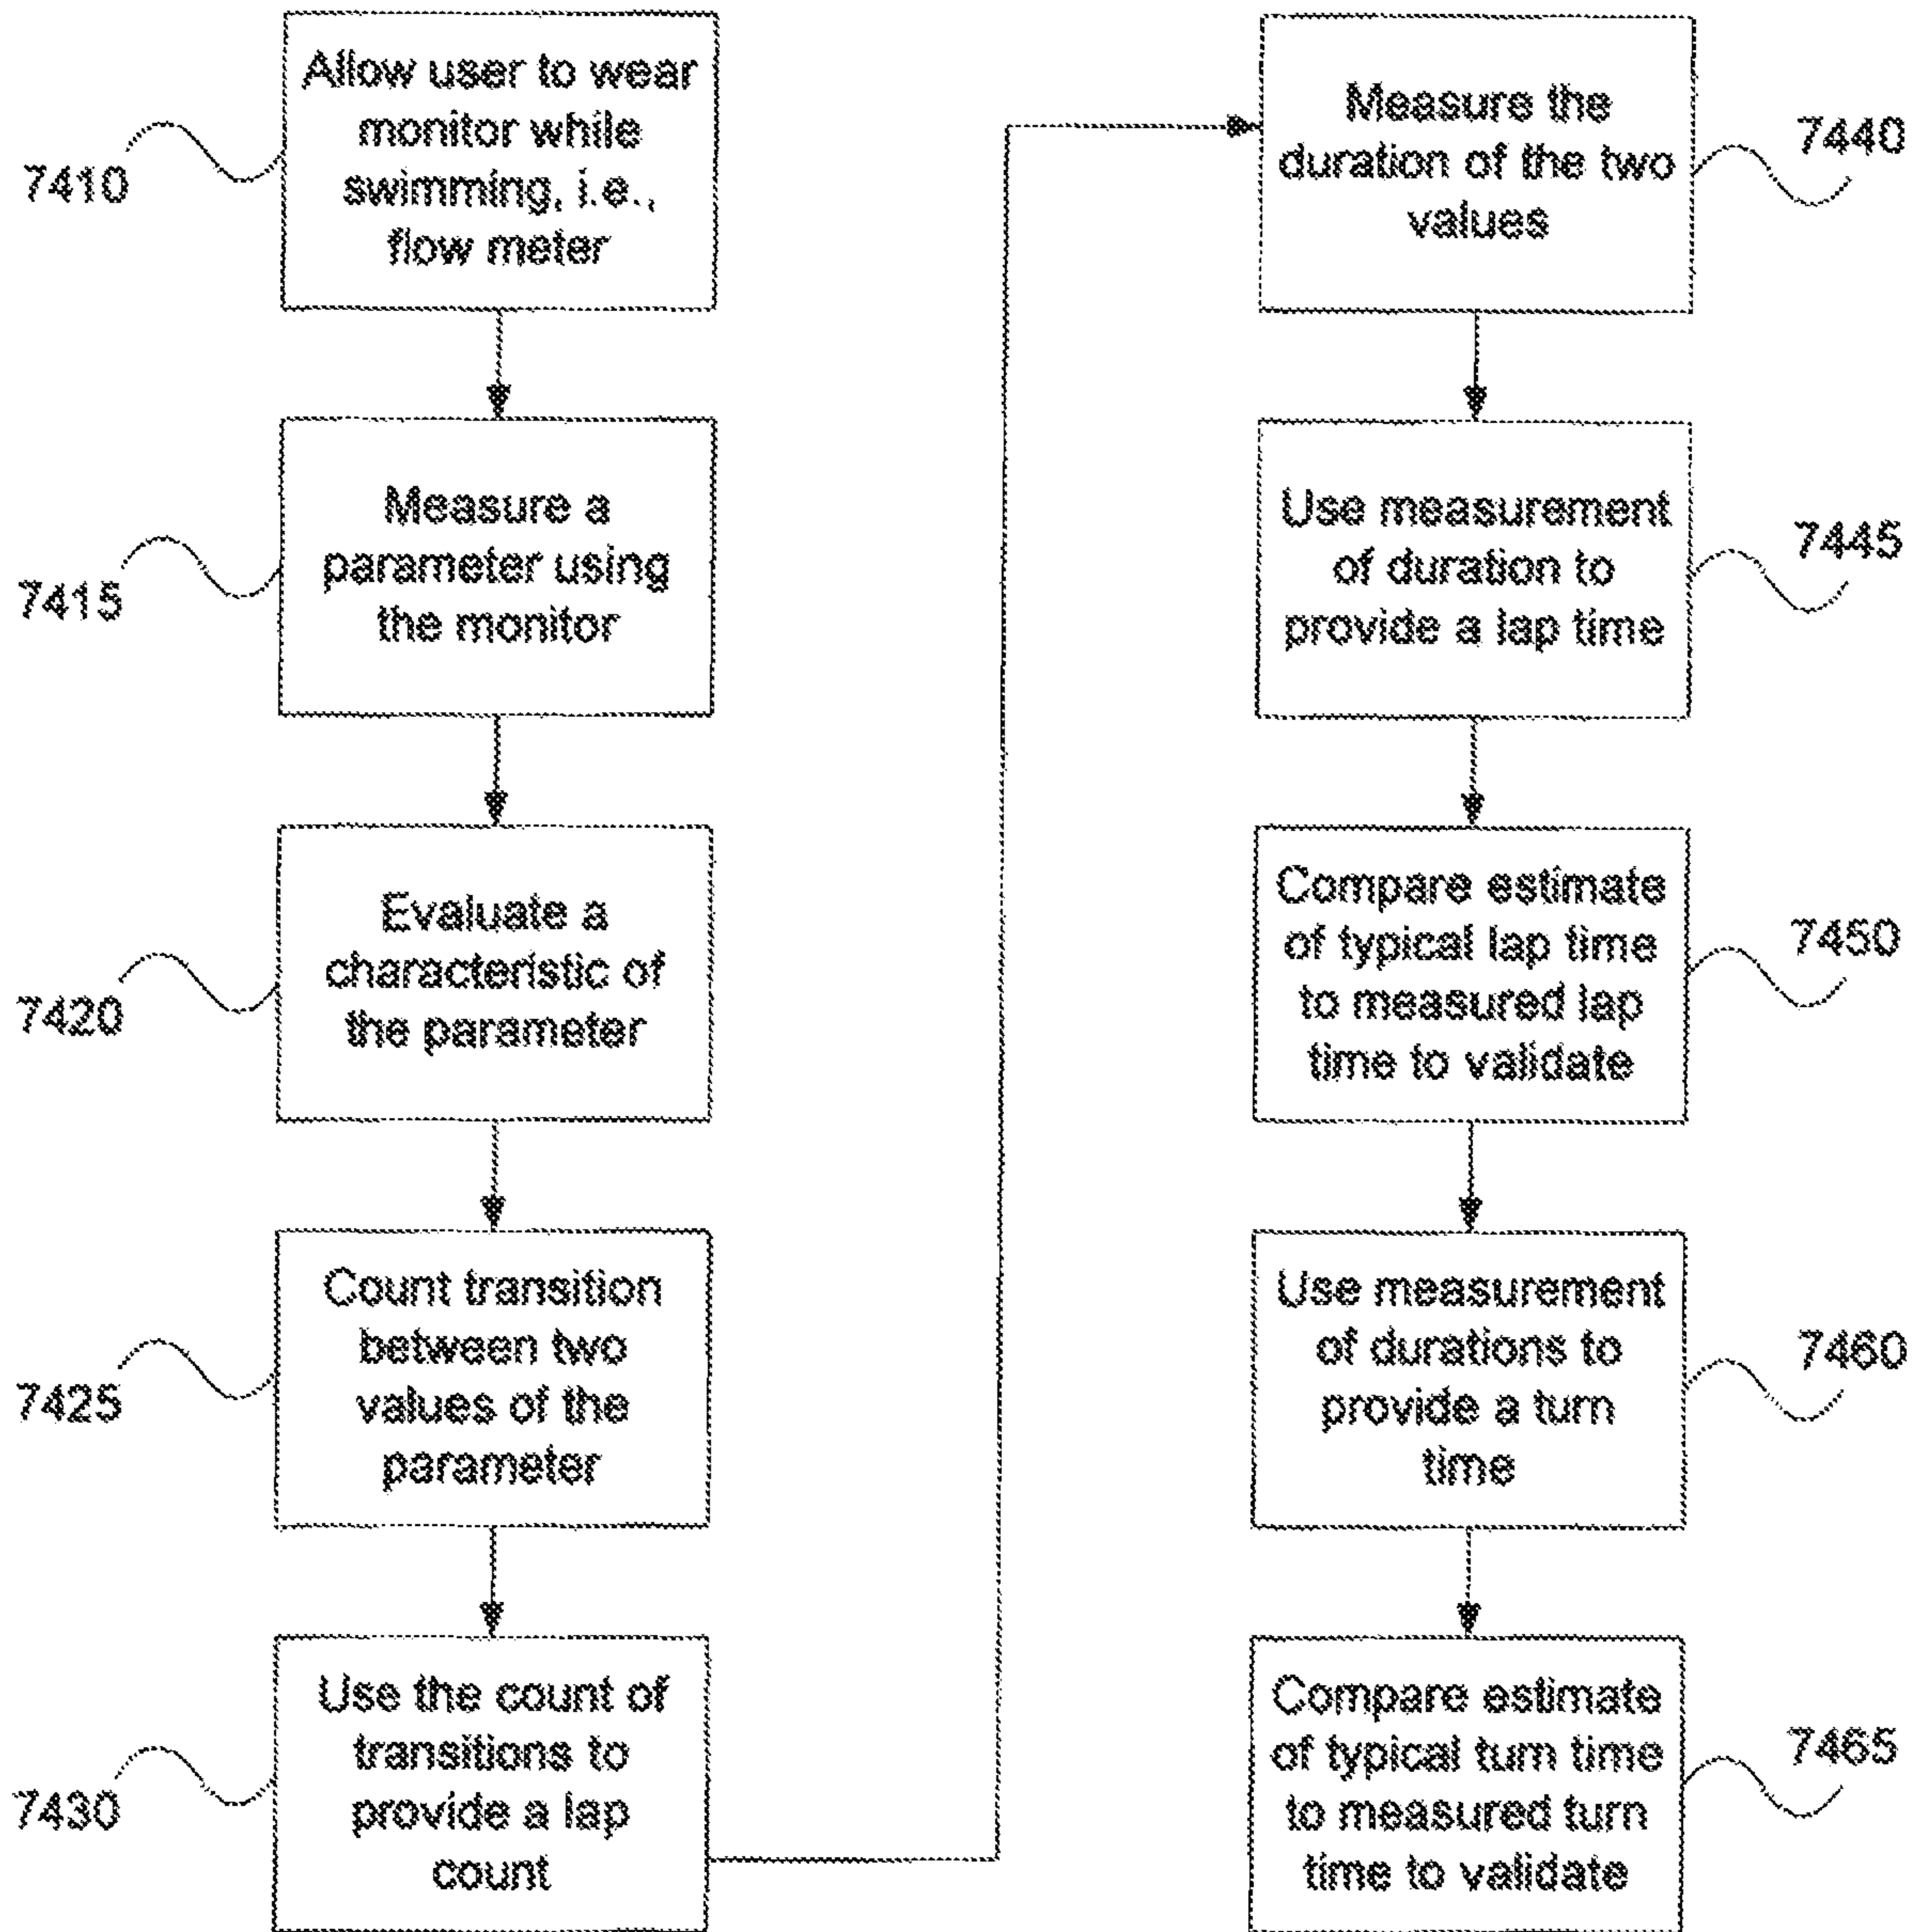 Allow user to wear
monitor while
swimming, i.e.,
flow meter
7410
Measure a
parameter using
the monitor
7415
Evaluate a
characteristic of
the parameter
7420
Count transition
between two
values of the
parameter
7425
Use the count of
transitions to
provide a lap
count
7430
Measure the
duration of the two
values
7440
Use measurement
of duration to
provide a lap time
7445
Compare estimate
of typical lap time
to measured lap
time to validate
7450
Use measurement
of durations to
provide a turn
time
7460
Compare estimate
of typical turn time
to measured turn
time to validate
7465